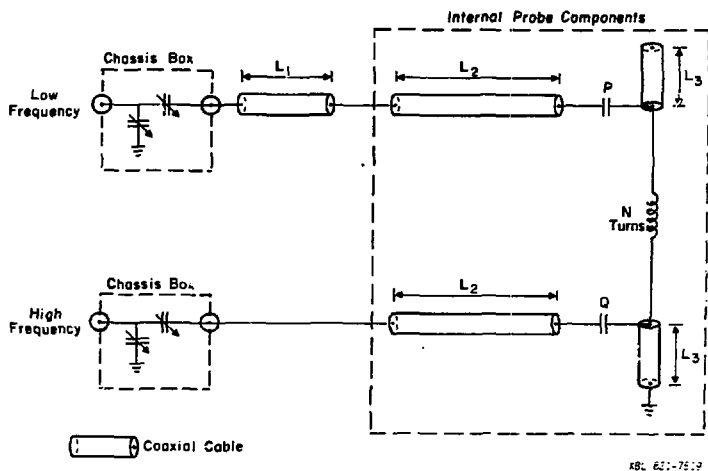 Internal Probe Components
Chassis Box
L1
L2
L3
P
Low
Frequency
N
Turns
Chassis Box
L2
Q
High
Frequency
L3
Coaxial Cable